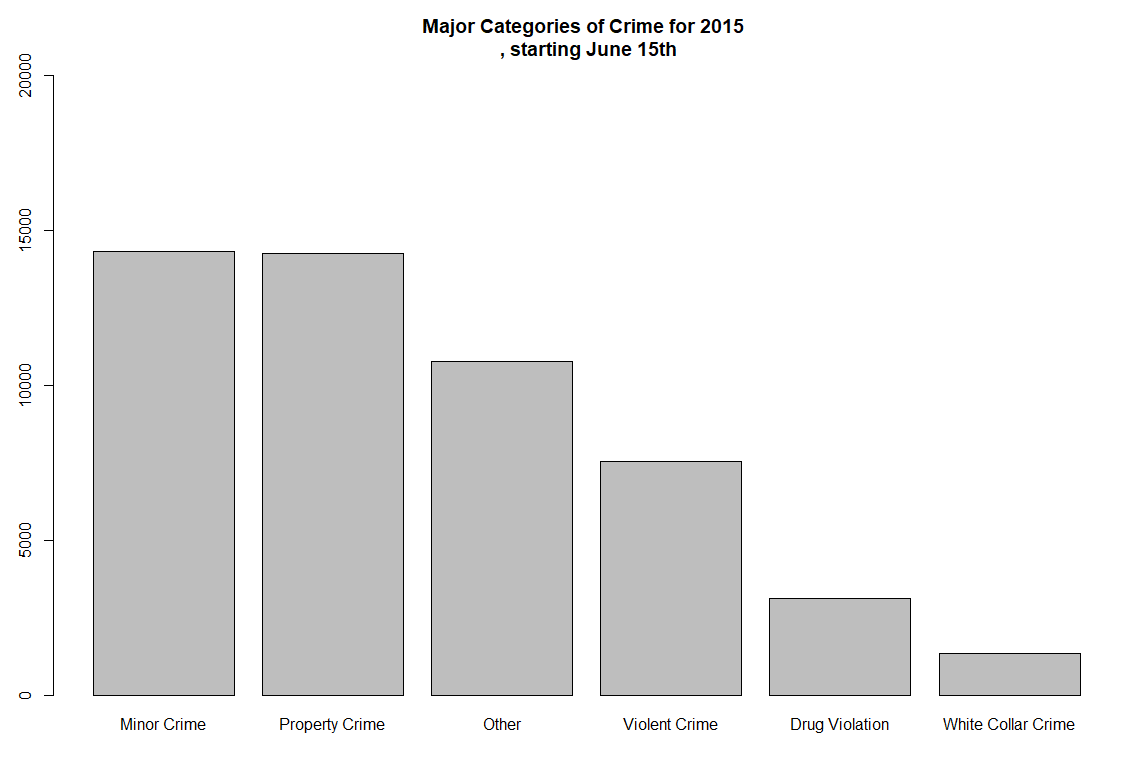 Major Categories of Crime for 2015
, starting June 15th
20000
15000
10000
5000
0
Minor Crime
Property Crime
Other
Violent Crime
Drug Violation
White Collar Crime